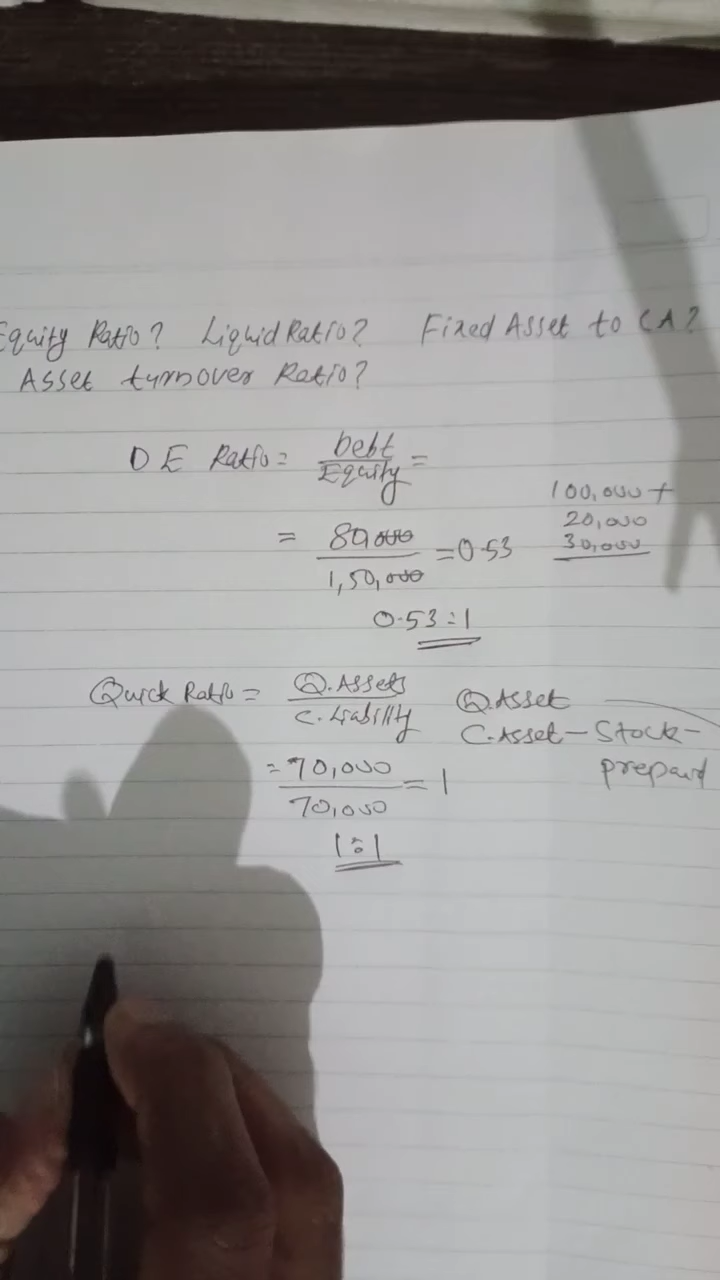 Equity Ratio? Liquid Ratio? Fixed Asset to CA?
Asset turnover Ratio?
D E Ratio = Debt
Equity =
100,000 +
20,000
30,000
= 80,000
1,50,000 = 0.53
0.53:1
Quick Ratio = Q.Assets
C. Liability
Q.Asset
C.Asset - Stock -
prepaid
= 70,000
70,000 = 1
1:1